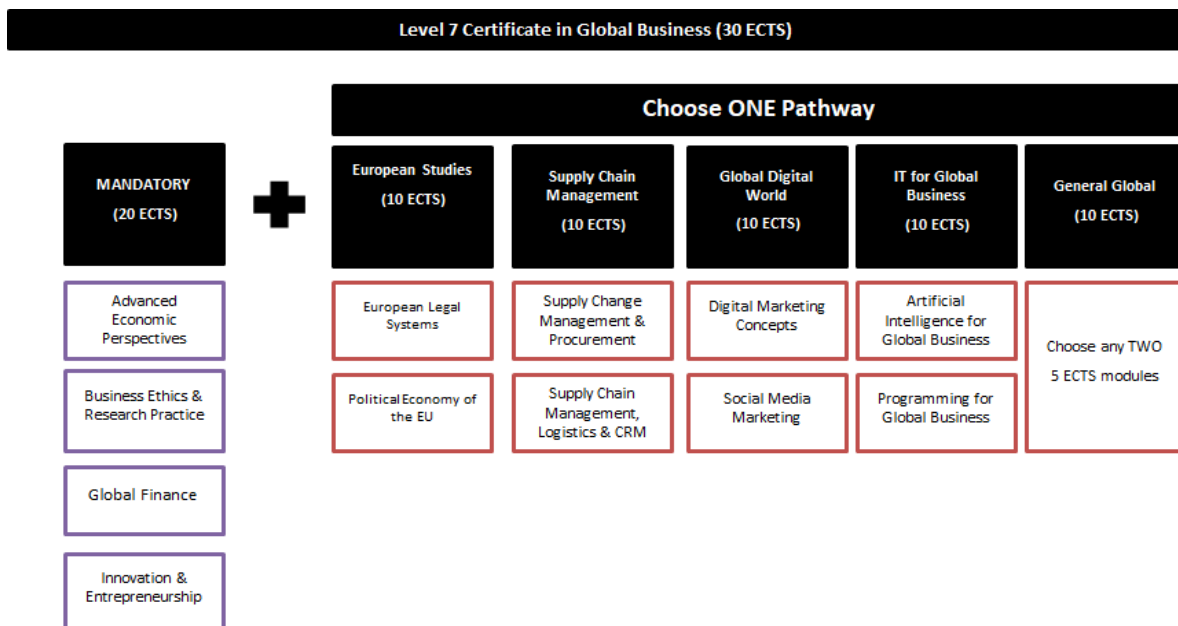 Level 7 Certificate in Global Business (30 ECTS)
Choose ONE Pathway
MANDATORY
(20 ECTS)
European Studies
(10 ECTS)
Supply Chain
Management
(10 ECTS)
Global Digital
World
(10 ECTS)
IT for Global
Business
(10 ECTS)
General Global
(10 ECTS)
Advanced
Economic
Perspectives
Business Ethics &
Research Practice
Global Finance
Innovation &
Entrepreneurship
European Legal
Systems
Political Economy of
the EU
Supply Change
Management &
Procurement
Supply Chain
Management,
Logistics & CRM
Digital Marketing
Concepts
Social Media
Marketing
Artificial
Intelligence for
Global Business
Programming for
Global Business
Choose any TWO
5 ECTS modules